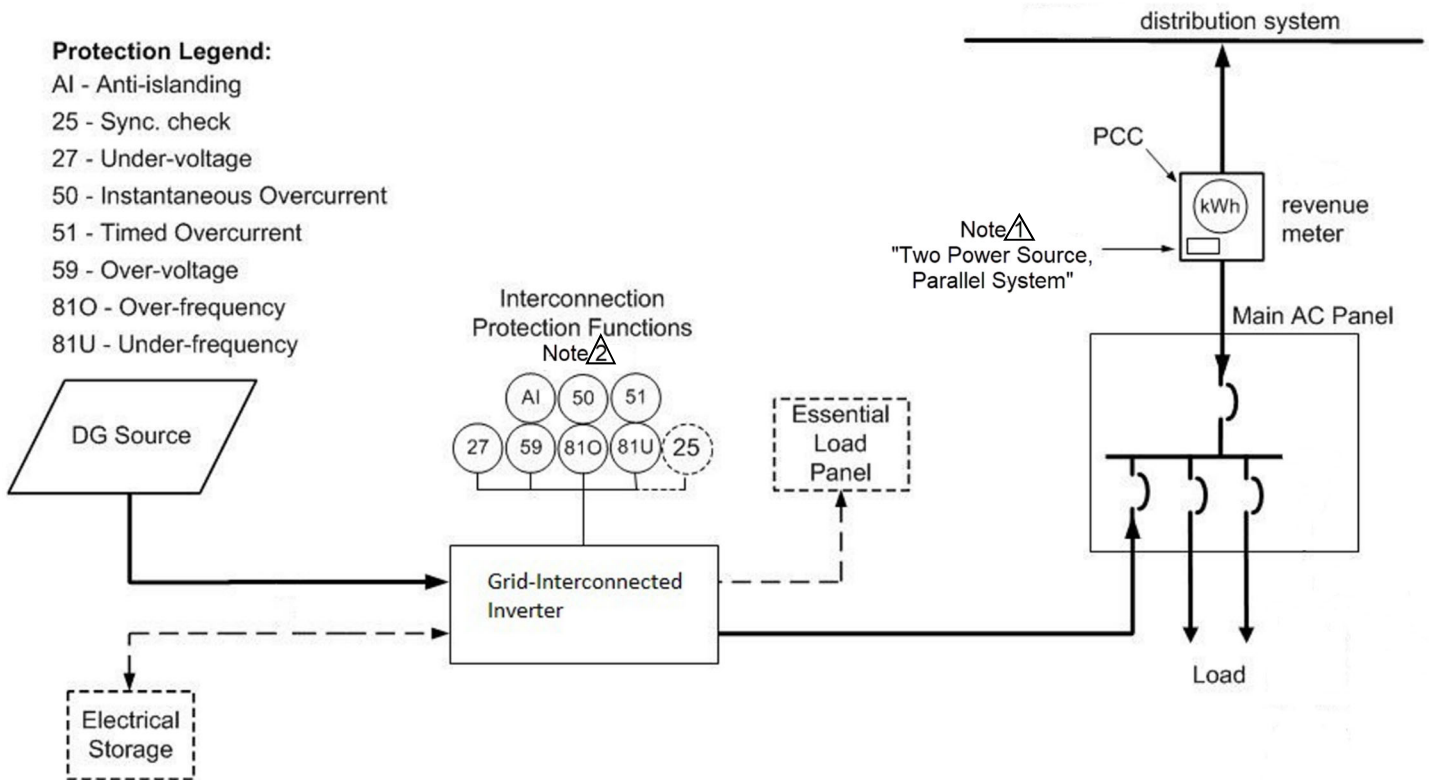 distribution system
Protection Legend:
AI - Anti-islanding
25 - Sync. check
27 - Under-voltage
50 - Instantaneous Overcurrent
51 - Timed Overcurrent
59 - Over-voltage
81O - Over-frequency
81U - Under-frequency
PCC
kWh
revenue
meter
Note 1
"Two Power Source,
Parallel System"
Main AC Panel
Interconnection
Protection Functions
Note 2
AI 50 51
27 59 81O 81U 25
DG Source
Essential
Load
Panel
Grid-Interconnected
Inverter
Load
Electrical
Storage